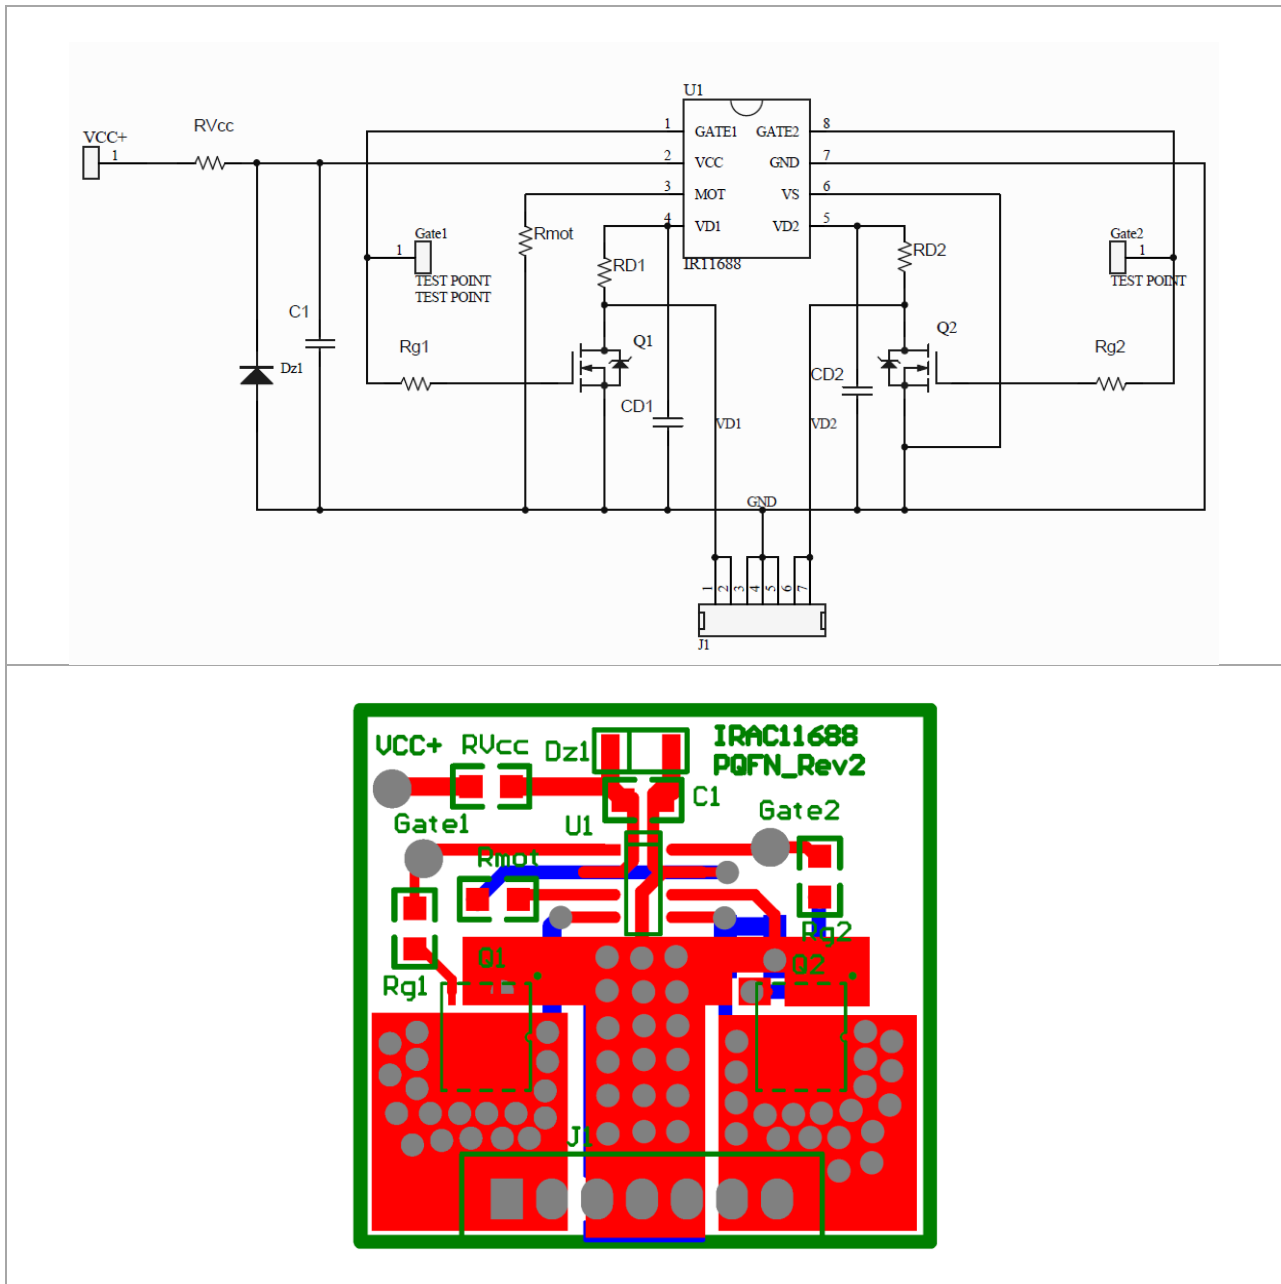 U1
VCC+
1
RVcc
1
GATE1
GATE2
8
2
VCC
GND
7
3
MOT
VS
6
4
VD1
VD2
5
IR11688
Gate1
1
TEST POINT
TEST POINT
Rmot
RD1
RD2
Gate2
1
TEST POINT
C1
Dz1
Rg1
Q1
CD1
VD1
Q2
CD2
VD2
Rg2
GND
1
2
3
4
5
6
7
J1
VCC+
RVcc
Dz1
IRAC11688
PQFN_Rev2
C1
Gate1
U1
Gate2
Rmot
Rg1
Q1
Rg2
Q2
J1